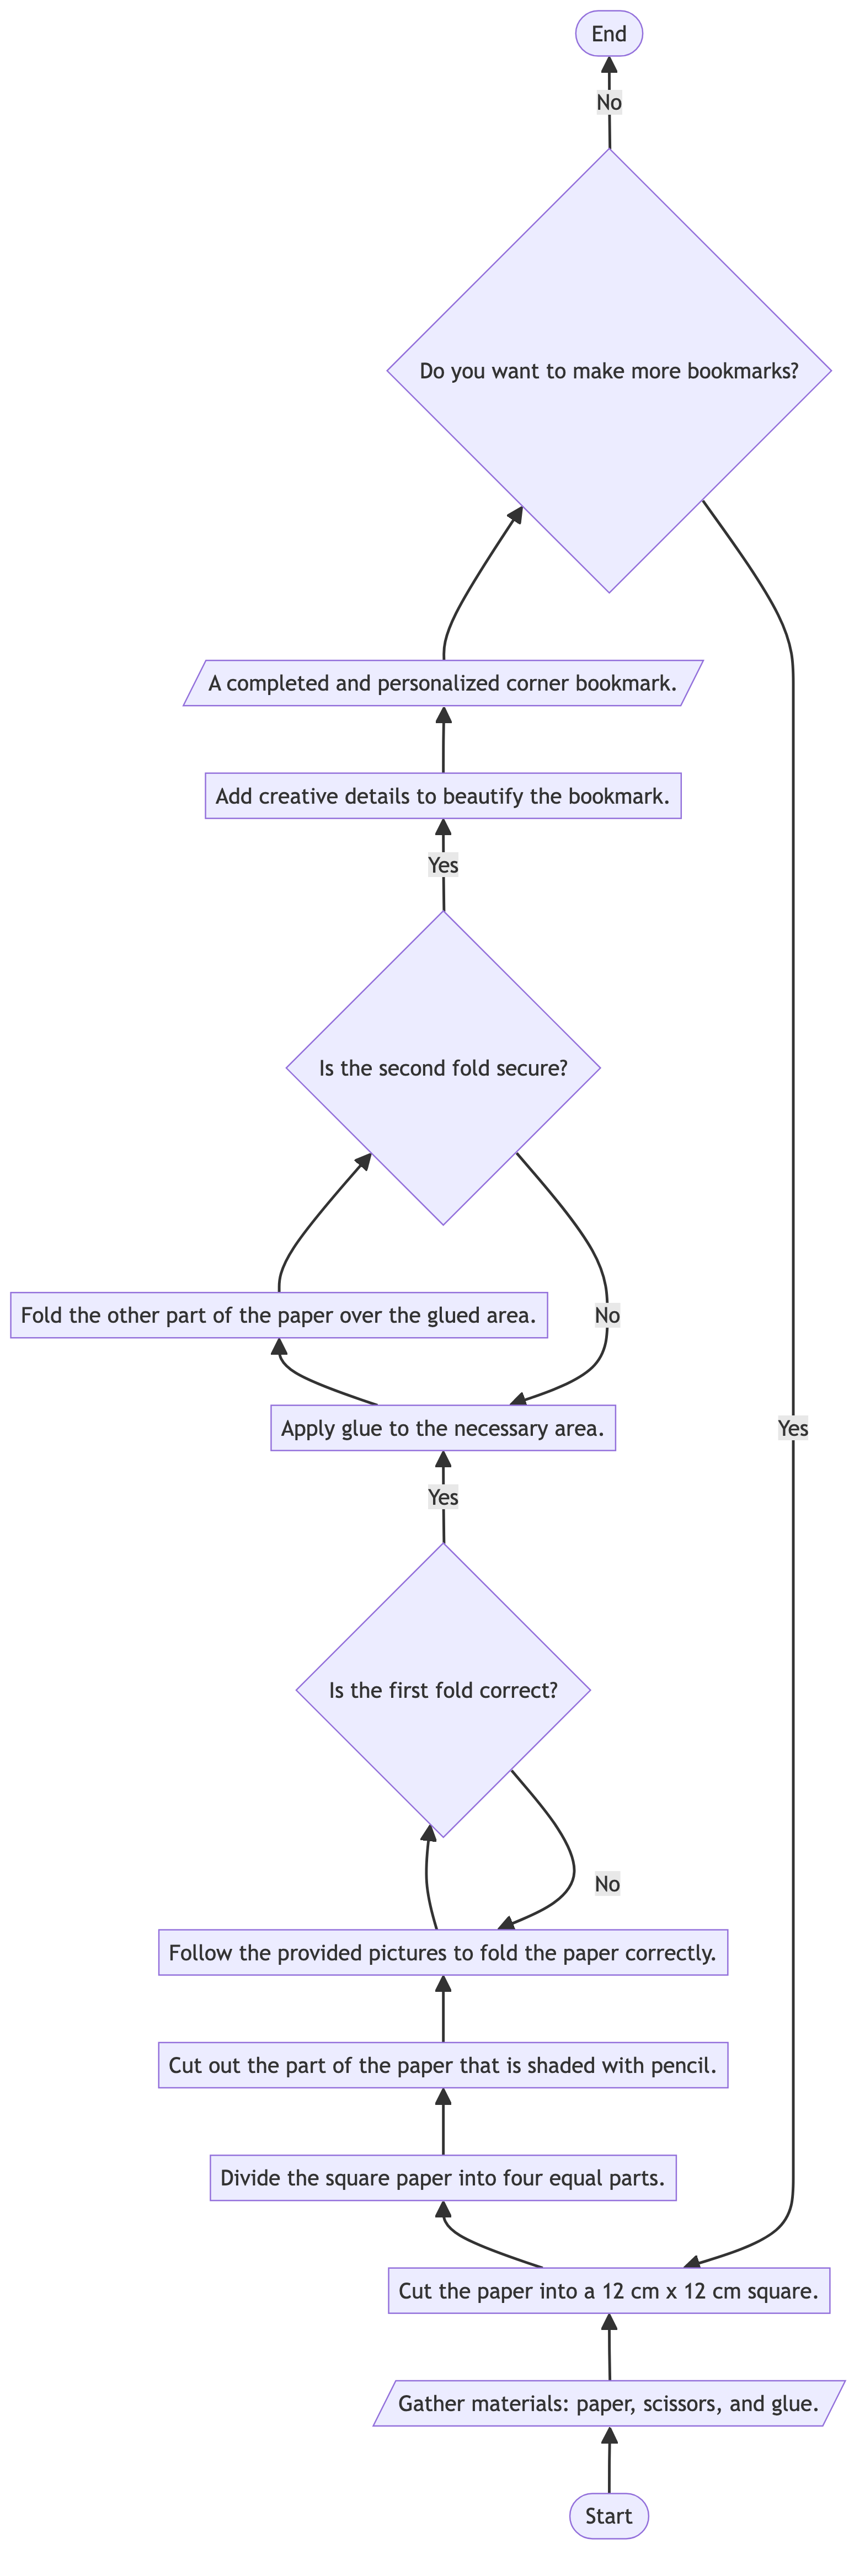 End
No
Do you want to make more bookmarks?
A completed and personalized corner bookmark.
Add creative details to beautify the bookmark.
Yes
Is the second fold secure?
Fold the other part of the paper over the glued area.
No
Apply glue to the necessary area.
Yes
Yes
Is the first fold correct?
No
Follow the provided pictures to fold the paper correctly.
Cut out the part of the paper that is shaded with pencil.
Divide the square paper into four equal parts.
Cut the paper into a 12 cm x 12 cm square.
Gather materials: paper, scissors, and glue.
Start